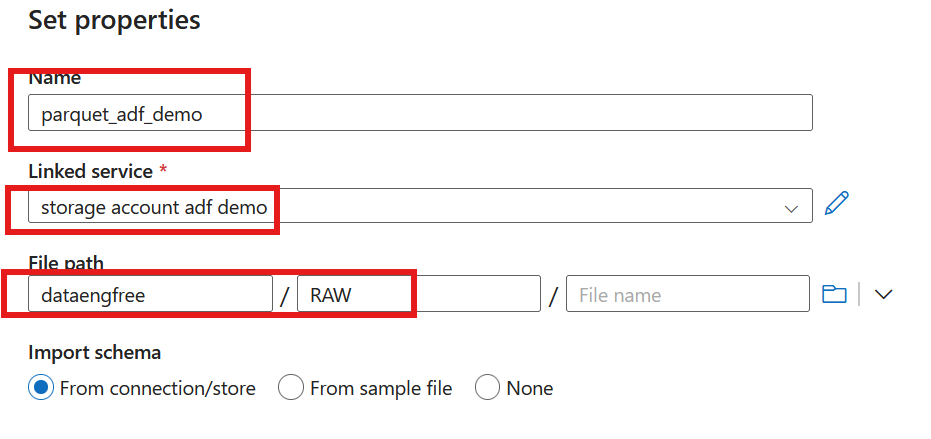 Set properties
Name
parquet_adf_demo
Linked service *
storage account adf demo
File path
dataengfree / RAW / File name
Import schema
From connection/store From sample file None